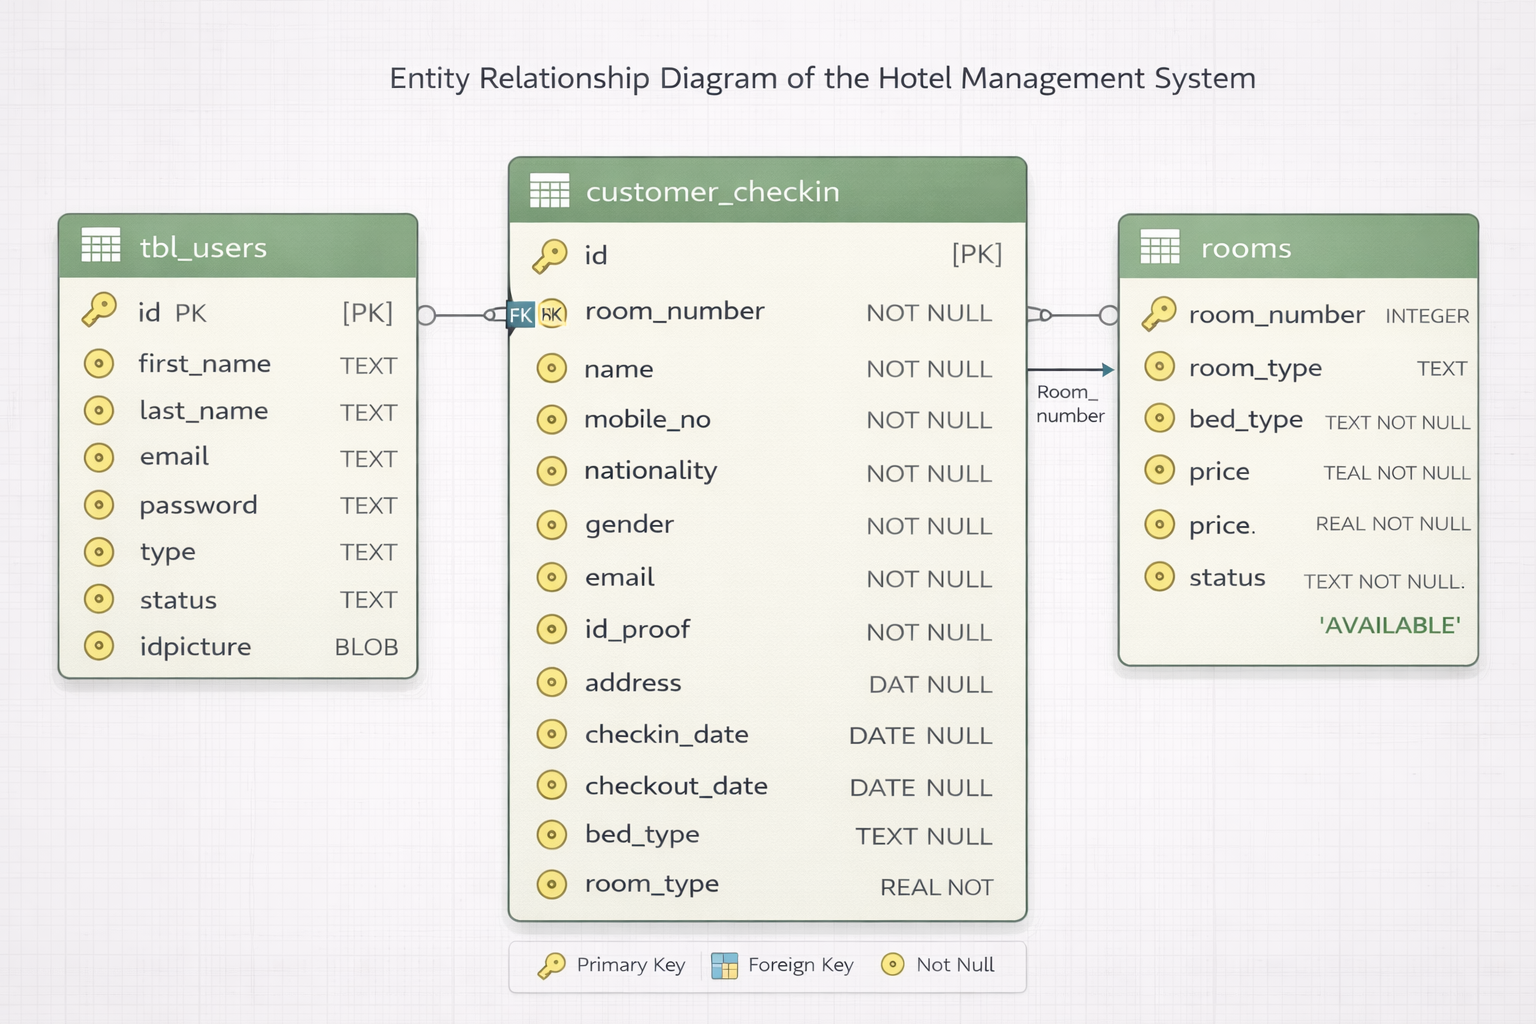 Entity Relationship Diagram of the Hotel Management System
tbl_users
id PK [PK]
first_name TEXT
last_name TEXT
email TEXT
password TEXT
type TEXT
status TEXT
idpicture BLOB
customer_checkin
id [PK]
FK room_number NOT NULL
name NOT NULL
mobile_no NOT NULL
nationality NOT NULL
gender NOT NULL
email NOT NULL
id_proof NOT NULL
address DAT NULL
checkin_date DATE NULL
checkout_date DATE NULL
bed_type TEXT NULL
room_type REAL NOT
Room_
number
rooms
room_number INTEGER
room_type TEXT
bed_type TEXT NOT NULL
price TEAL NOT NULL
price. REAL NOT NULL
status TEXT NOT NULL.
'AVAILABLE'
Primary Key Foreign Key Not Null